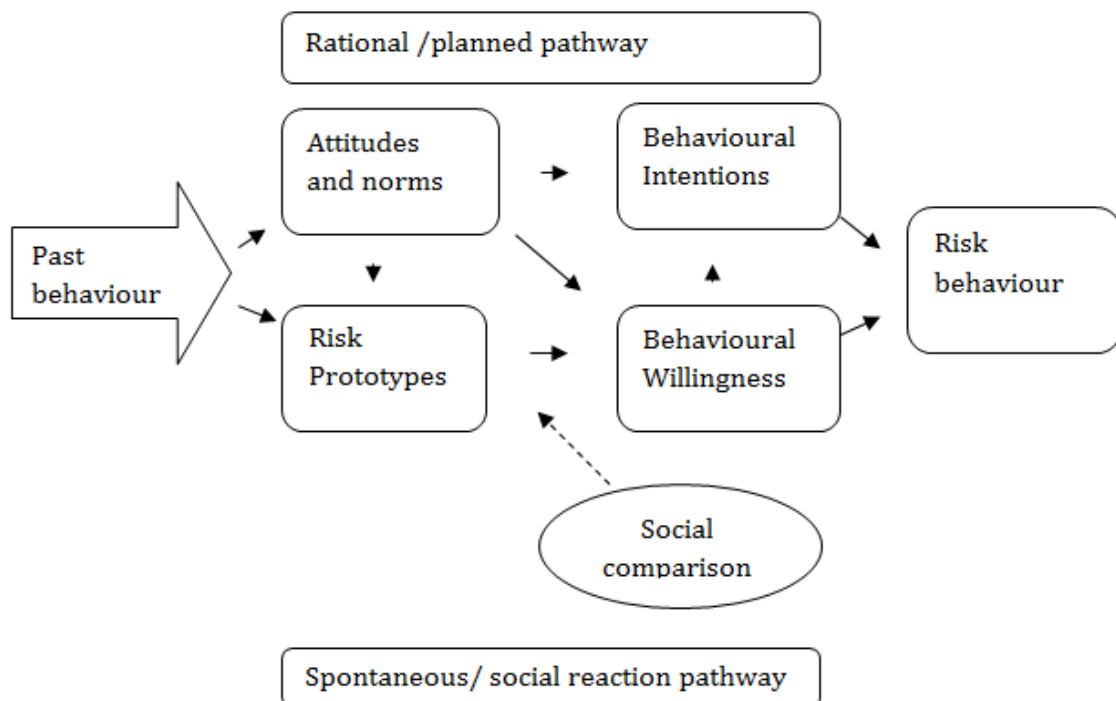 Rational /planned pathway
Attitudes
and norms
Behavioural
Intentions
Past
behaviour
Risk
behaviour
Risk
Prototypes
Behavioural
Willingness
Social
comparison
Spontaneous/ social reaction pathway